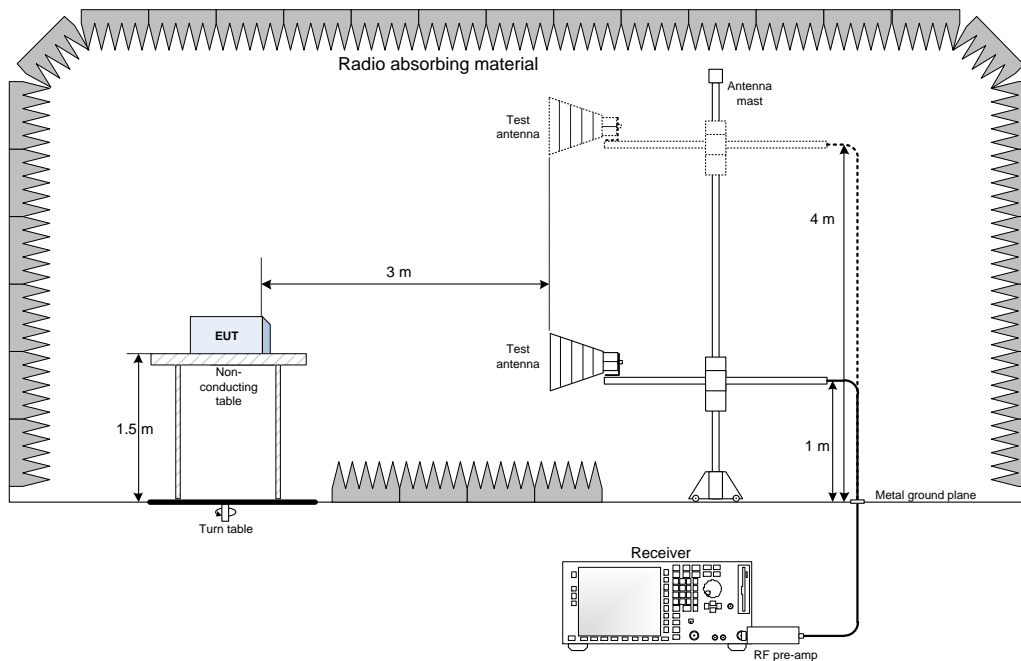 Radio absorbing material
Antenna
mast
Test
antenna
4 m
3 m
EUT
Test
antenna
Non-
conducting
table
1.5 m
1 m
Metal ground plane
Turn table
Receiver
RF pre-amp